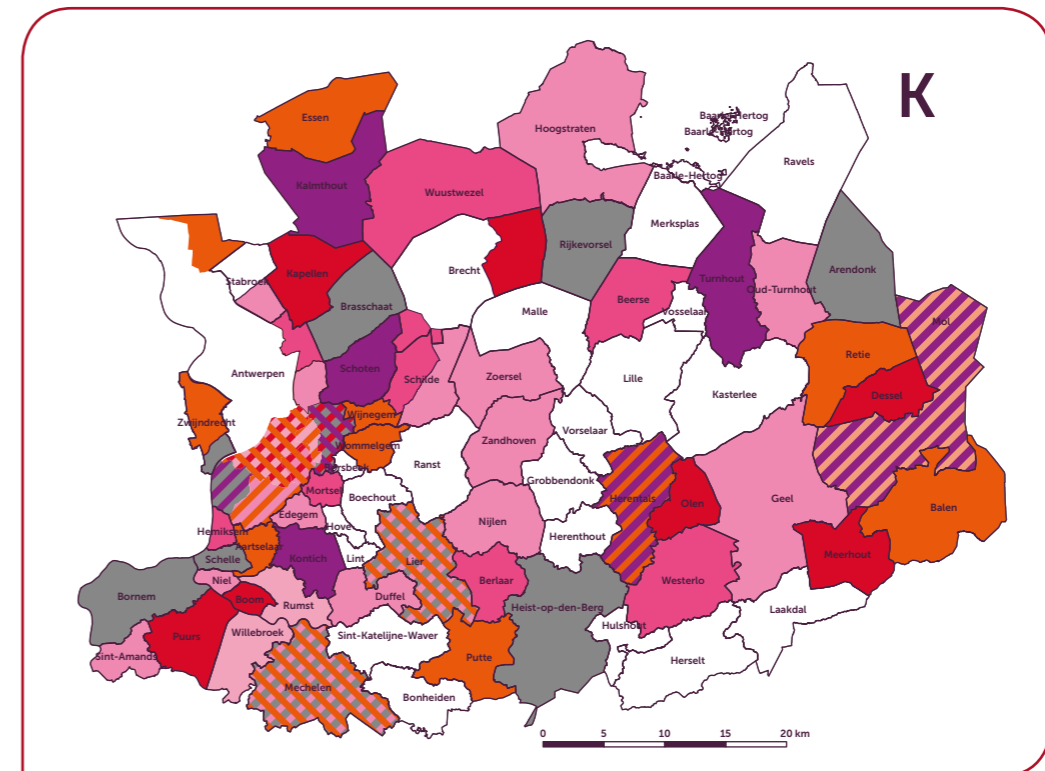 K
Essen
Hoogstraten
Baarle-Hertog
Baarle-Hertog
Ravels
Baarle-Hertog
Kalmthout
Wuustwezel
Merksplas
Rijkevorsel
Brecht
Kapellen
Stabroek
Turnhout
Oud-Turnhout
Arendonk
Brasschaat
Beerse
Vosselaar
Malle
Mol
Retie
Antwerpen
Schoten
Schilde
Zoersel
Lille
Kasterlee
Dessel
Zwijndrecht
Wijnegem
Wommelgem
Zandhoven
Vorselaar
Ranst
Borsbeek
Mortsel
Boechout
Grobbendonk
Herentals
Olen
Geel
Balen
Edegem
Hove
Nijlen
Herenthout
Hemiksem
Aartselaar
Schelle
Kontich
Lint
Lier
Meerhout
Niel
Berlaar
Westerlo
Bornem
Boom
Rumst
Duffel
Heist-op-den-Berg
Laakdal
Puurs
Willebroek
Sint-Katelijne-Waver
Hulshout
Sint-Amands
Putte
Herselt
Mechelen
Bonheiden
0 5 10 15 20 km